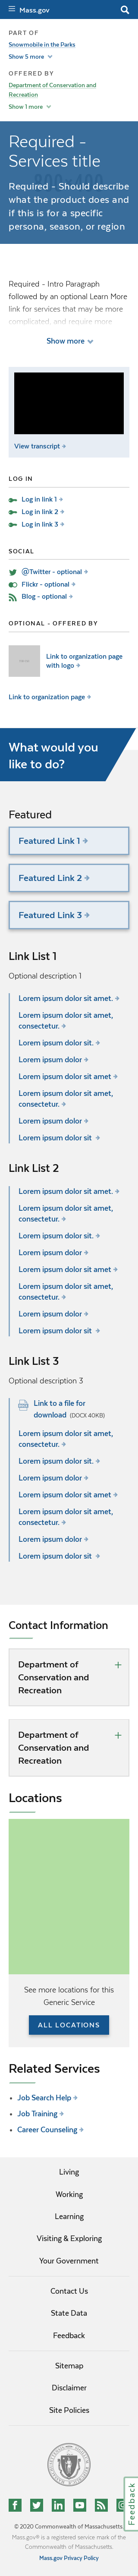 Mass.gov
PART OF
Snowmobile in the Parks
Show 5 more
OFFERED BY
Department of Conservation and
Recreation
Show 1 more
Required -
Services title
Required - Should describe
what the product does and
if this is for a specific
persona, season, or region
Required - Intro Paragraph
followed by an optional Learn More
link for services that may be more
complicated, and require more
Show more
View transcript
LOG IN
Log in link 1
Log in link 2
Log in link 3
SOCIAL
@Twitter - optional
Flickr - optional
Blog - optional
OPTIONAL - OFFERED BY
Link to organization page
with logo
Link to organization page
What would you
like to do?
Featured
Featured Link 1
Featured Link 2
Featured Link 3
Link List 1
Optional description 1
Lorem ipsum dolor sit amet.
Lorem ipsum dolor sit amet,
consectetur.
Lorem ipsum dolor sit.
Lorem ipsum dolor
Lorem ipsum dolor sit amet
Lorem ipsum dolor sit amet,
consectetur.
Lorem ipsum dolor
Lorem ipsum dolor sit
Link List 2
Lorem ipsum dolor sit amet.
Lorem ipsum dolor sit amet,
consectetur.
Lorem ipsum dolor sit.
Lorem ipsum dolor
Lorem ipsum dolor sit amet
Lorem ipsum dolor sit amet,
consectetur.
Lorem ipsum dolor
Lorem ipsum dolor sit
Link List 3
Optional description 3
Link to a file for
download (DOCX 40KB)
Lorem ipsum dolor sit amet,
consectetur.
Lorem ipsum dolor sit.
Lorem ipsum dolor
Lorem ipsum dolor sit amet
Lorem ipsum dolor sit amet,
consectetur.
Lorem ipsum dolor
Lorem ipsum dolor sit
Contact Information
Department of
Conservation and
Recreation
Department of
Conservation and
Recreation
Locations
See more locations for this
Generic Service
ALL LOCATIONS
Related Services
Job Search Help
Job Training
Career Counseling
Living
Working
Learning
Visiting & Exploring
Your Government
Contact Us
State Data
Feedback
Sitemap
Disclaimer
Site Policies
Feedback
© 2020 Commonwealth of Massachusetts.
Mass.gov® is a registered service mark of the
Commonwealth of Massachusetts.
Mass.gov Privacy Policy